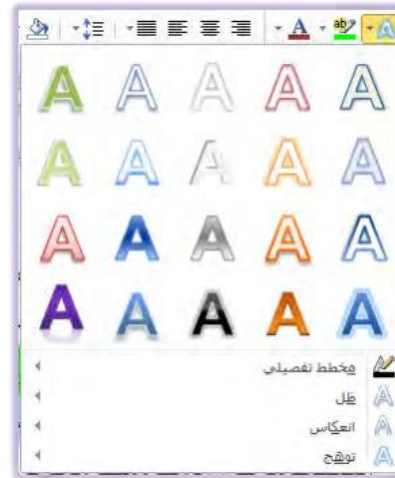 مخطط تفصيلي
ظل
انعكاس
توهج